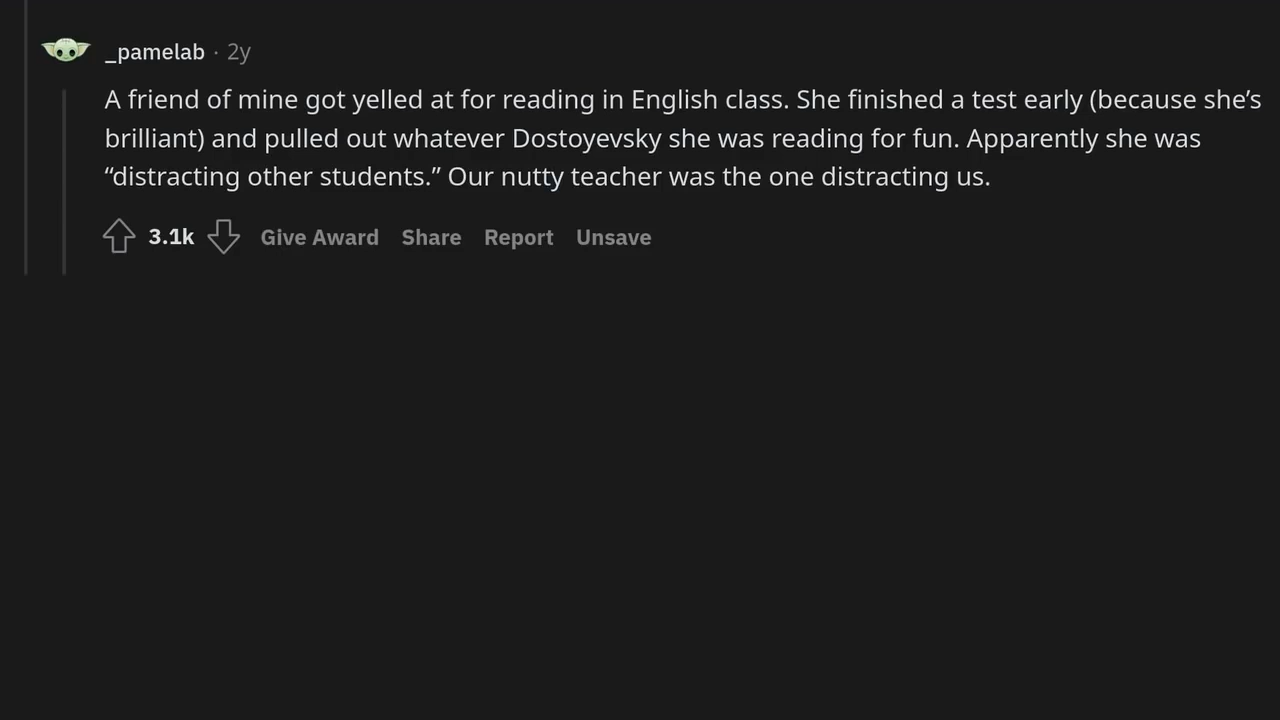 _pamelab · 2y
A friend of mine got yelled at for reading in English class. She finished a test early (because she’s
brilliant) and pulled out whatever Dostoyevsky she was reading for fun. Apparently she was
“distracting other students.” Our nutty teacher was the one distracting us.
3.1k Give Award Share Report Unsave